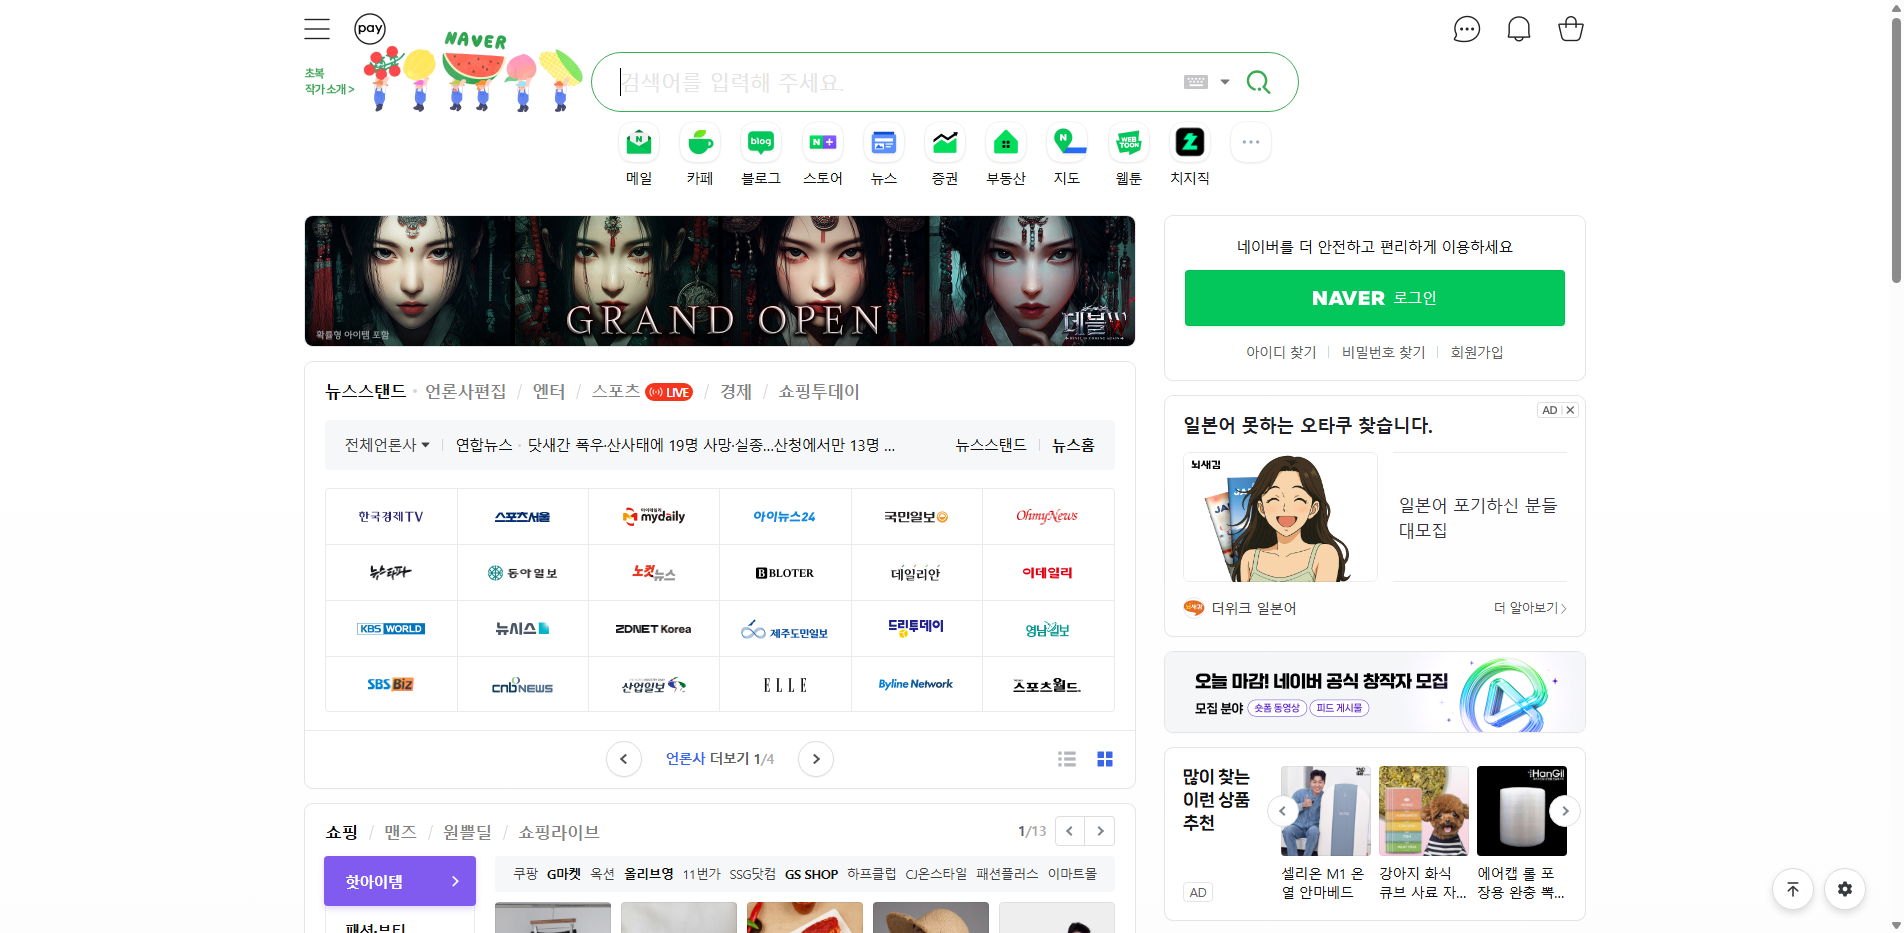 pay
초복
작가 소개 >
NAVER
검색어를 입력해 주세요.
N
blog
N+
N
WEB TOON
메일
카페
블로그
스토어
뉴스
증권
부동산
지도
웹툰
치지직
GRAND OPEN
확률형 아이템 포함
데블M
네이버를 더 안전하고 편리하게 이용하세요
NAVER 로그인
아이디 찾기
비밀번호 찾기
회원가입
뉴스스탠드
언론사편집
엔터
스포츠 LIVE
경제
쇼핑투데이
전체언론사
연합뉴스
닷새간 폭우·산사태에 19명 사망·실종…산청에서만 13명 ...
뉴스스탠드
뉴스홈
한국경제TV
스포츠서울
마이데일리 mydaily
아이뉴스24
국민일보
OhmyNews
뉴스타파
동아일보
노컷뉴스
B BLOTER
데일리안
이데일리
KBS WORLD
뉴시스
ZDNET Korea
제주도민일보
드린투데이
영남일보
SBS Biz
cnbNEWS
산업일보
ELLE
Byline Network
스포츠월드.
언론사 더보기 1/4
AD
일본어 못하는 오타쿠 찾습니다.
뇌새김
일본어 포기하신 분들
대모집
뇌새김
더위크 일본어
더 알아보기
오늘 마감! 네이버 공식 창작자 모집
모집 분야 숏폼 동영상 피드 게시물
많이 찾는
이런 상품
추천
AD
HanGil
셀리온 M1 온
열 안마베드
강아지 화식
큐브 사료 자...
에어캡 롤 포
장용 완충 뽁...
쇼핑
맨즈
원쁠딜
쇼핑라이브
1/13
핫아이템
쿠팡
G마켓
옥션
올리브영
11번가
SSG닷컴
GS SHOP
하프클럽
CJ온스타일
패션플러스
이마트몰
패션·뷰티